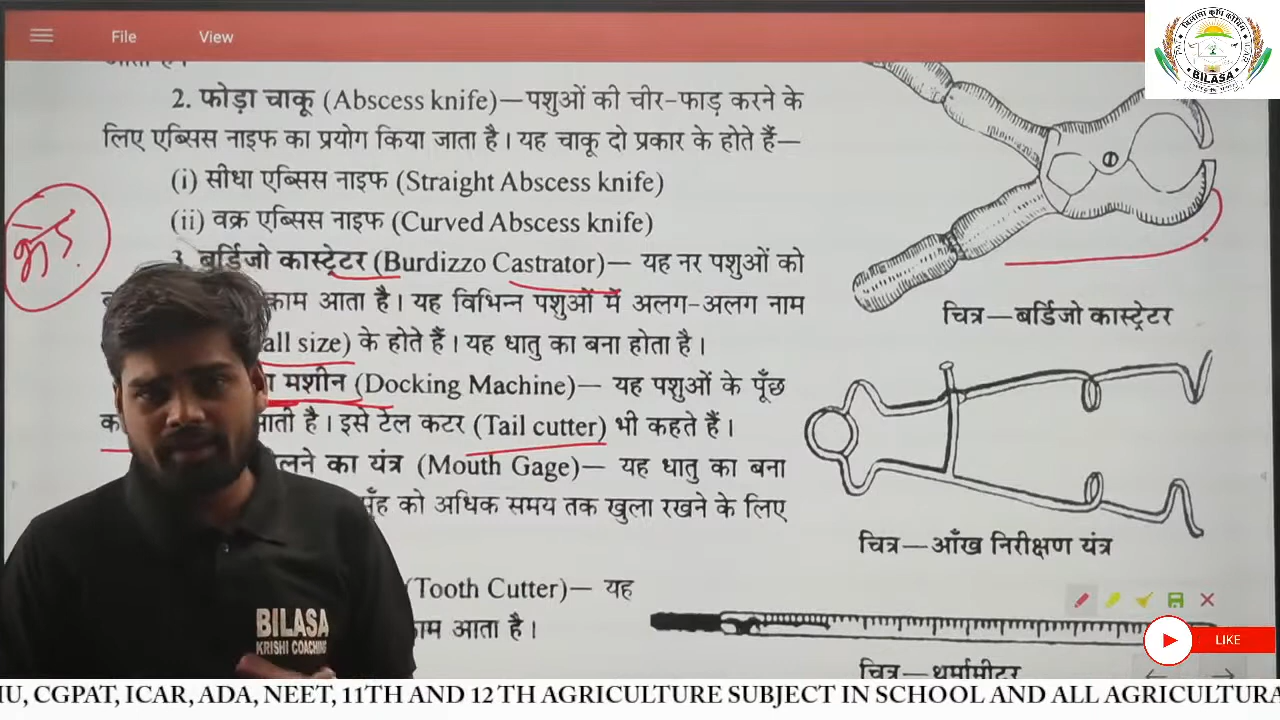 File View
2. फोड़ा चाकू (Abscess knife)—पशुओं की चीर-फाड़ करने के
लिए एब्सिस नाइफ का प्रयोग किया जाता है। यह चाकू दो प्रकार के होते हैं—
(i) सीधा एब्सिस नाइफ (Straight Abscess knife)
(ii) वक्र एब्सिस नाइफ (Curved Abscess knife)
3. बर्डिजो कास्ट्रेटर (Burdizzo Castrator)— यह नर पशुओं को
काम आता है। यह विभिन्न पशुओं में अलग-अलग नाम
all size) के होते हैं। यह धातु का बना होता है।
मशीन (Docking Machine)— यह पशुओं के पूँछ
आती है। इसे टेल कटर (Tail cutter) भी कहते हैं।
का यंत्र (Mouth Gage)— यह धातु का बना
मुँह को अधिक समय तक खुला रखने के लिए
(Tooth Cutter)— यह
काम आता है।
चित्र—बर्डिजो कास्ट्रेटर
चित्र—आँख निरीक्षण यंत्र
चित्र—थर्मामीटर
BILASA
BILASA
KRISHI COACHING
LIKE
CGPAT, ICAR, ADA, NEET, 11TH AND 12 TH AGRICULTURE SUBJECT IN SCHOOL AND ALL